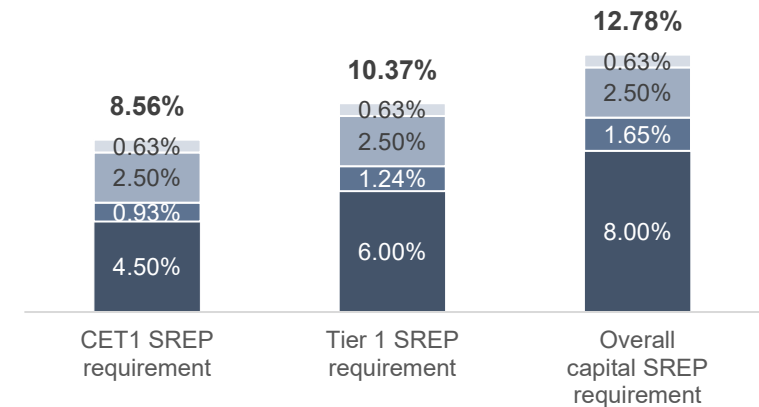 12.78%
10.37%
8.56%
0.63%
2.50%
0.93%
4.50%
0.63%
2.50%
1.24%
6.00%
0.63%
2.50%
1.65%
8.00%
CET1 SREP
requirement
Tier 1 SREP
requirement
Overall
capital SREP
requirement